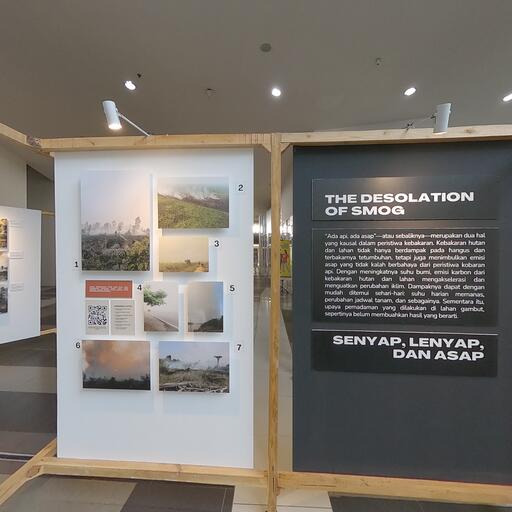 2
3
1
4
5
6
7
THE DESOLATION
OF SMOG
"Ada api, ada asap"—atau sebaliknya—merupakan dua hal
yang kausal dalam peristiwa kebakaran. Kebakaran hutan
dan lahan tidak hanya berdampak pada hangus dan
terbakarnya tetumbuhan, tetapi juga menimbulkan emisi
asap yang tidak kalah berbahaya dari peristiwa kebaran
api. Dengan meningkatnya suhu bumi, emisi karbon dari
kebakaran hutan dan lahan mengakselerasi dan
menguatkan perubahan iklim. Dampaknya dapat dengan
mudah ditemui sehari-hari: suhu harian memanas,
perubahan jadwal tanam, dan sebagainya. Sementara itu,
upaya pemadaman yang dilakukan di lahan gambut,
sepertinya belum membuahkan hasil yang berarti.
SENYAP, LENYAP,
DAN ASAP